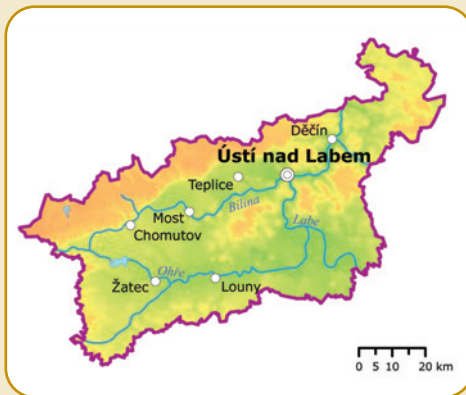 Děčín
Ústí nad Labem
Teplice
Bílina
Most
Labe
Chomutov
Ohře
Žatec
Louny
0 5 10 20 km